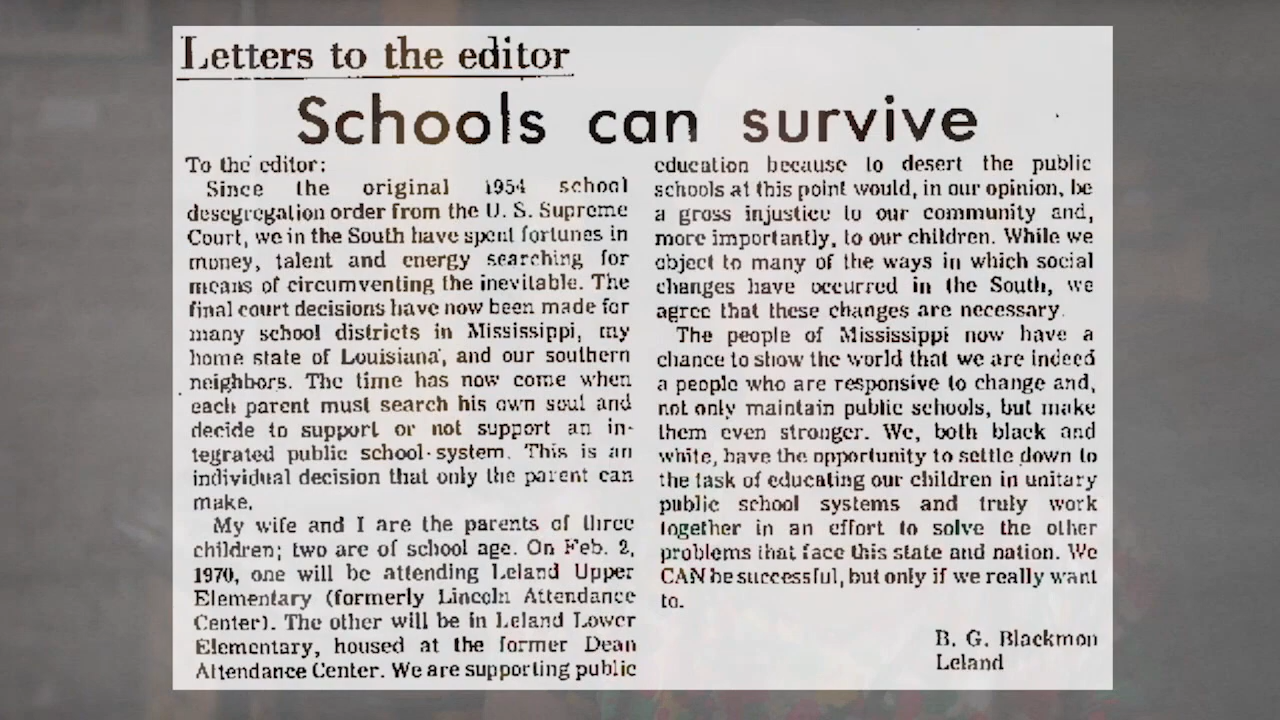 Letters to the editor
Schools can survive
To the editor:
Since the original 1954 school
desegregation order from the U. S. Supreme
Court, we in the South have spent fortunes in
money, talent and energy searching for
means of circumventing the inevitable. The
final court decisions have now been made for
many school districts in Mississippi, my
home state of Louisiana, and our southern
neighbors. The time has now come when
each parent must search his own soul and
decide to support or not support an in-
tegrated public school system. This is an
individual decision that only the parent can
make.
My wife and I are the parents of three
children; two are of school age. On Feb. 2,
1970, one will be attending Leland Upper
Elementary (formerly Lincoln Attendance
Center). The other will be in Leland Lower
Elementary, housed at the former Dean
Attendance Center. We are supporting public
education because to desert the public
schools at this point would, in our opinion, be
a gross injustice to our community and,
more importantly, to our children. While we
object to many of the ways in which social
changes have occurred in the South, we
agree that these changes are necessary.
The people of Mississippi now have a
chance to show the world that we are indeed
a people who are responsive to change and,
not only maintain public schools, but make
them even stronger. We, both black and
white, have the opportunity to settle down to
the task of educating our children in unitary
public school systems and truly work
together in an effort to solve the other
problems that face this state and nation. We
CAN be successful, but only if we really want
to.
B. G. Blackmon
Leland